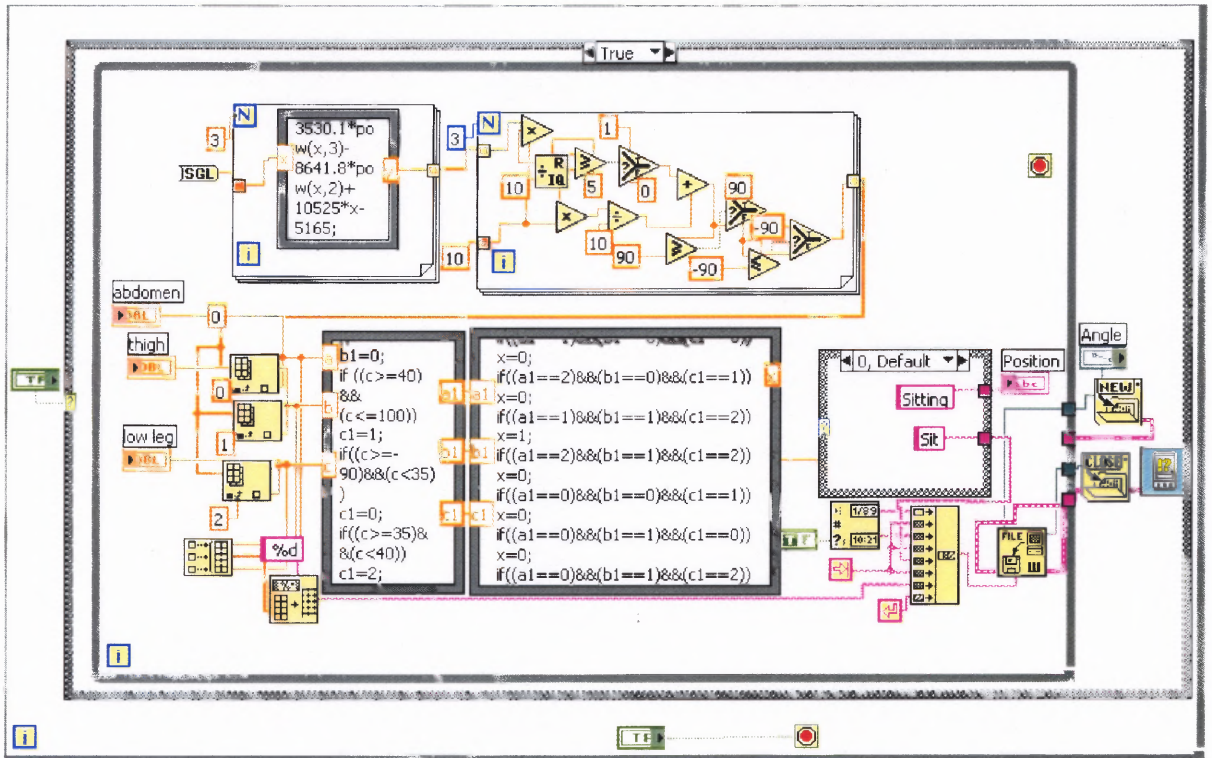 True
N
3
SGL
3530.1*po
w(x,3)-
8641.8*po
w(x,2)+
10525*x-
5165;
i
N
3
10
10
R
IQ
5
1
0
10
90
90
-90
-90
i
abdomen
thigh
low leg
0
0
1
2
%d
b1=0;
if ((c>=40)
&&
(c<=100))
c1=1;
if((c>=-
90)&&(c<35)
)
c1=0;
if((c>=35)&
&(c<40))
c1=2;
a1
b1
c1
a1
b1
c1
x=0;
if((a1==2)&&(b1==0)&&(c1==1))
x=0;
if((a1==1)&&(b1==1)&&(c1==2))
x=1;
if((a1==2)&&(b1==1)&&(c1==2))
x=0;
if((a1==0)&&(b1==0)&&(c1==1))
x=0;
if((a1==0)&&(b1==1)&&(c1==0))
x=0;
if((a1==0)&&(b1==1)&&(c1==2))
0, Default
Sitting
Sit
Position
abc
Angle
NEW
CLOSE
FILE
TF
TF
i
i
TF